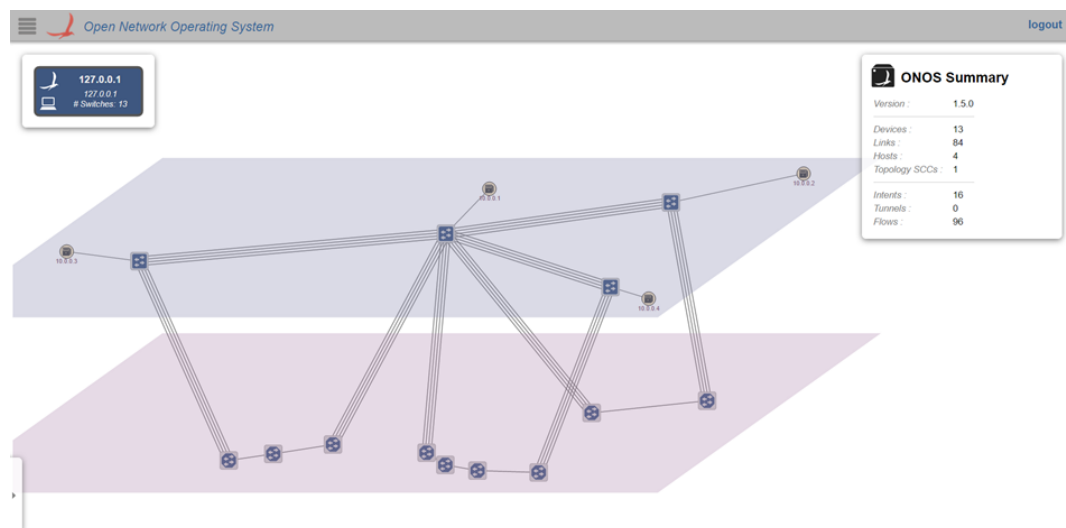 Open Network Operating System
logout
127.0.0.1
127.0.0.1
# Switches: 13
ONOS Summary
Version : 1.5.0
Devices : 13
Links : 84
Hosts : 4
Topology SCCs : 1
Intents : 16
Tunnels : 0
Flows : 96
10.0.0.2
10.0.0.1
10.0.0.3
10.0.0.4